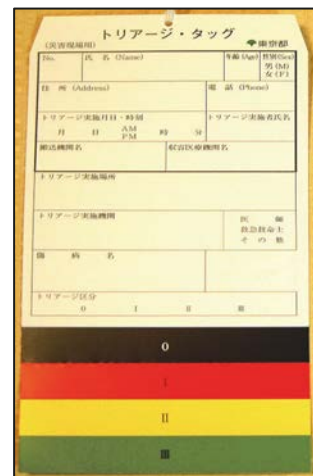 トリアージ・タッグ
(災害現場用) 東京都
No. 氏 名 (Name) 年齢 (Age) 性別(Sex)
男 (M)
女 (F)
住 所 (Address) 電 話 (Phone)
トリアージ実施月日・時刻 トリアージ実施者氏名
月 日 AM
PM 時 分
搬送機関名 収容医療機関名
トリアージ実施場所
トリアージ実施機関 医 師
救急救命士
そ の 他
傷 病 名
トリアージ区分
0 I II III
0
I
II
III